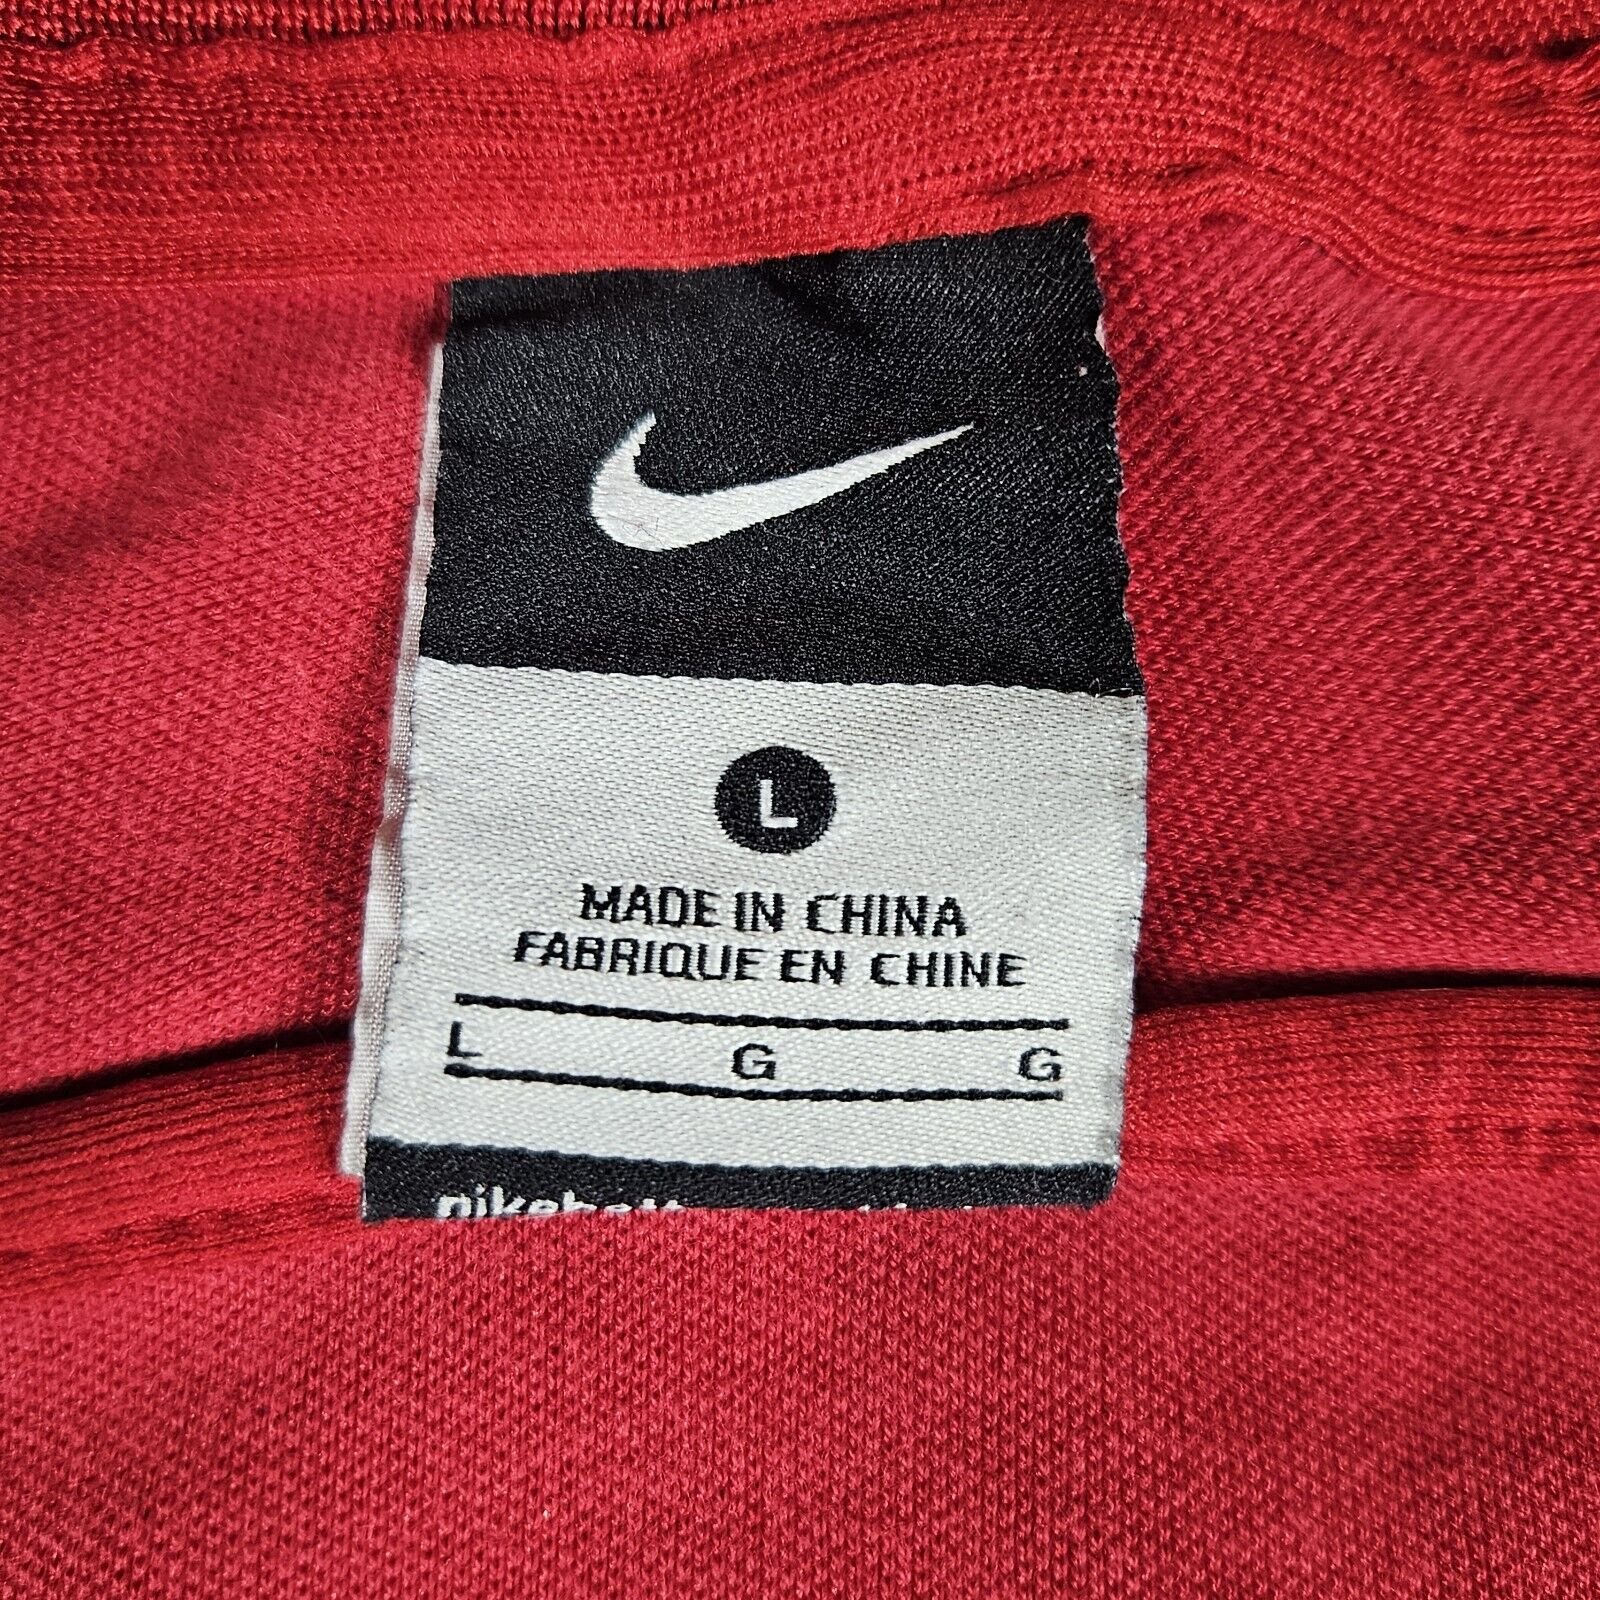 L
MADE IN CHINA
FABRIQUE EN CHINE
L G G